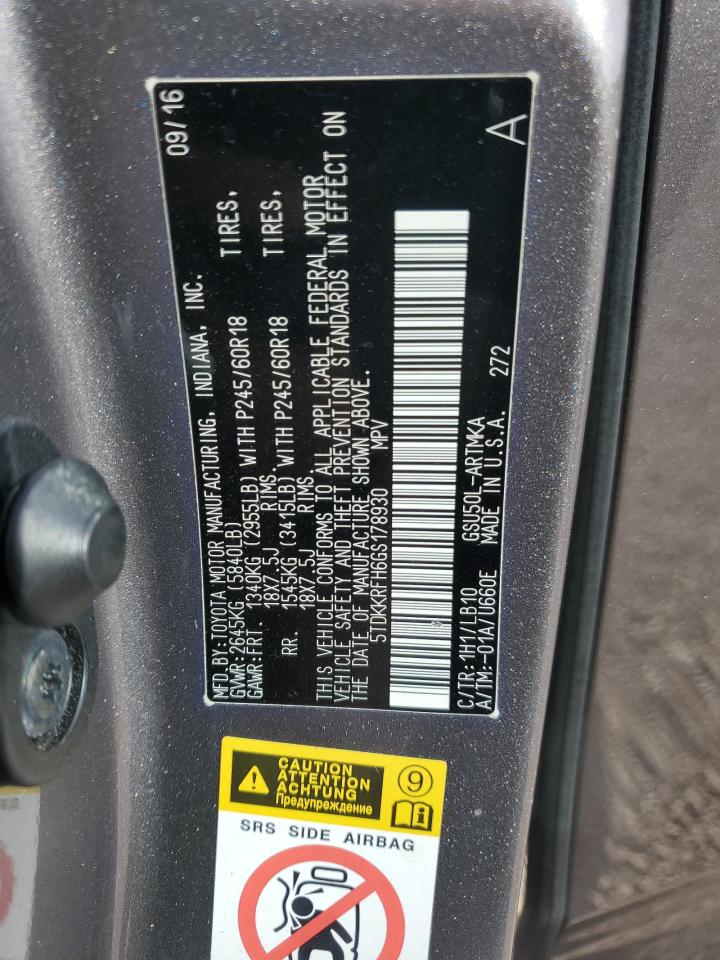 MFD.BY:TOYOTA MOTOR MANUFACTURING, INDIANA, INC. 09/16
GVWR:2645KG (5840LB)
GAWR:FRT. 1340KG (2955LB) WITH P245/60R18 TIRES,
18X7.5J RIMS.
RR. 1545KG (3415LB) WITH P245/60R18 TIRES,
18X7.5J RIMS
THIS VEHICLE CONFORMS TO ALL APPLICABLE FEDERAL MOTOR
VEHICLE SAFETY AND THEFT PREVENTION STANDARDS IN EFFECT ON
THE DATE OF MANUFACTURE SHOWN ABOVE.
5TDKKRFH6GS178930 MPV
C/TR:1H1/LB10 GSU50L-ARTMKA
A/TM:-01A/U660E MADE IN U.S.A. 272
A
CAUTION
ATTENTION
ACHTUNG
Предупреждение
9
SRS SIDE AIRBAG